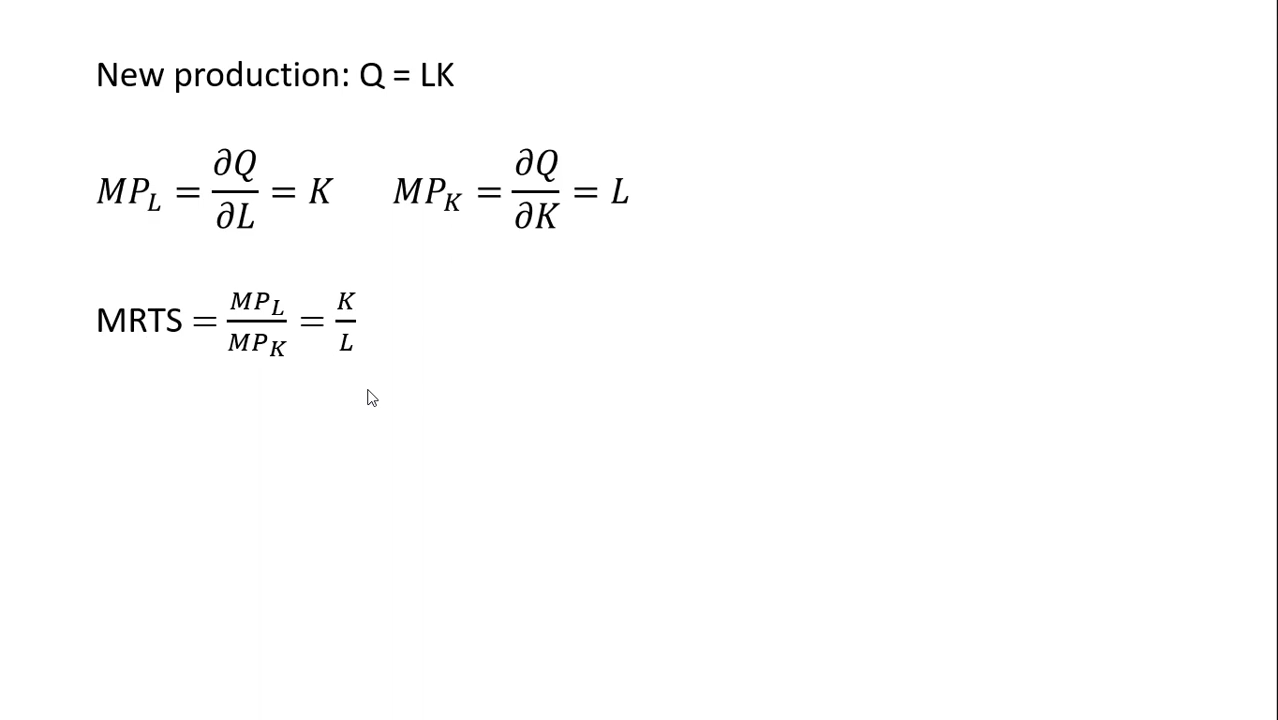 New production: Q = LK
MP_L = ∂Q/∂L = K MP_K = ∂Q/∂K = L
MRTS = MP_L/MP_K = K/L